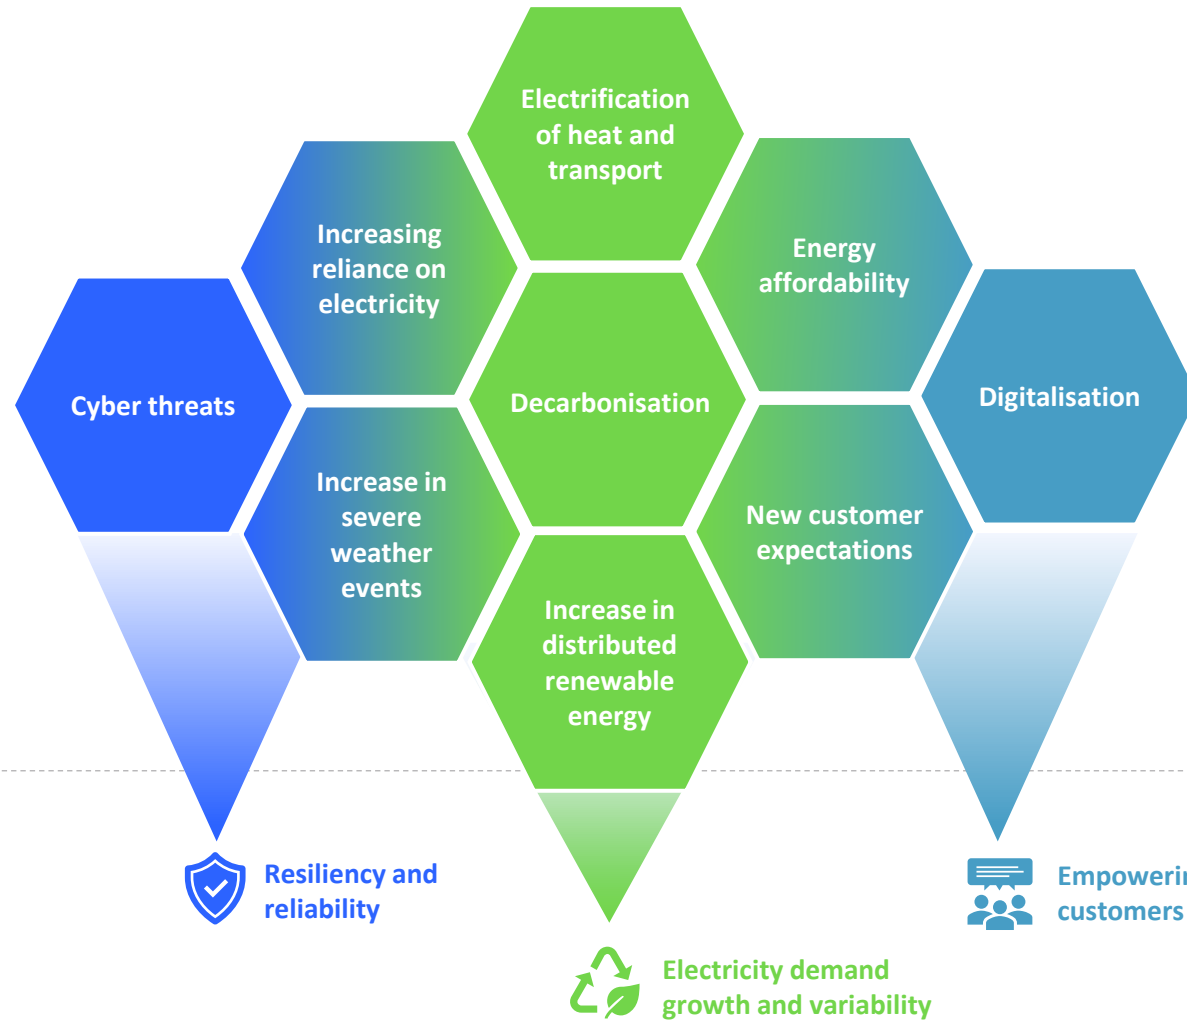 Electrification
of heat and
transport
Increasing
reliance on
electricity
Energy
affordability
Cyber threats
Decarbonisation
Digitalisation
Increase in
severe
weather
events
New customer
expectations
Increase in
distributed
renewable
energy
Resiliency and
reliability
Empowerin
customers
Electricity demand
growth and variability